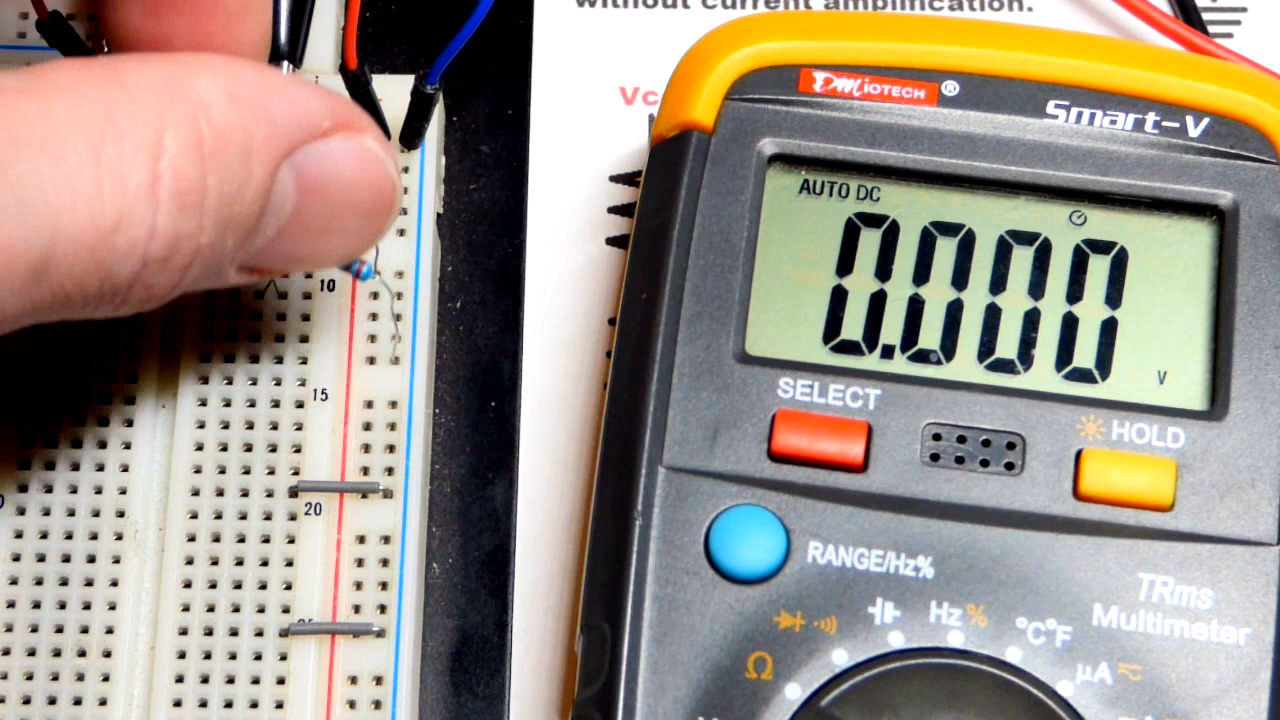 without current amplification.
Vc
DMiOTECH ®
Smart-V
AUTO DC
0.000
V
SELECT
HOLD
RANGE/Hz%
TRms
Multimeter
Hz %
°C°F
µA
Ω
10
15
20